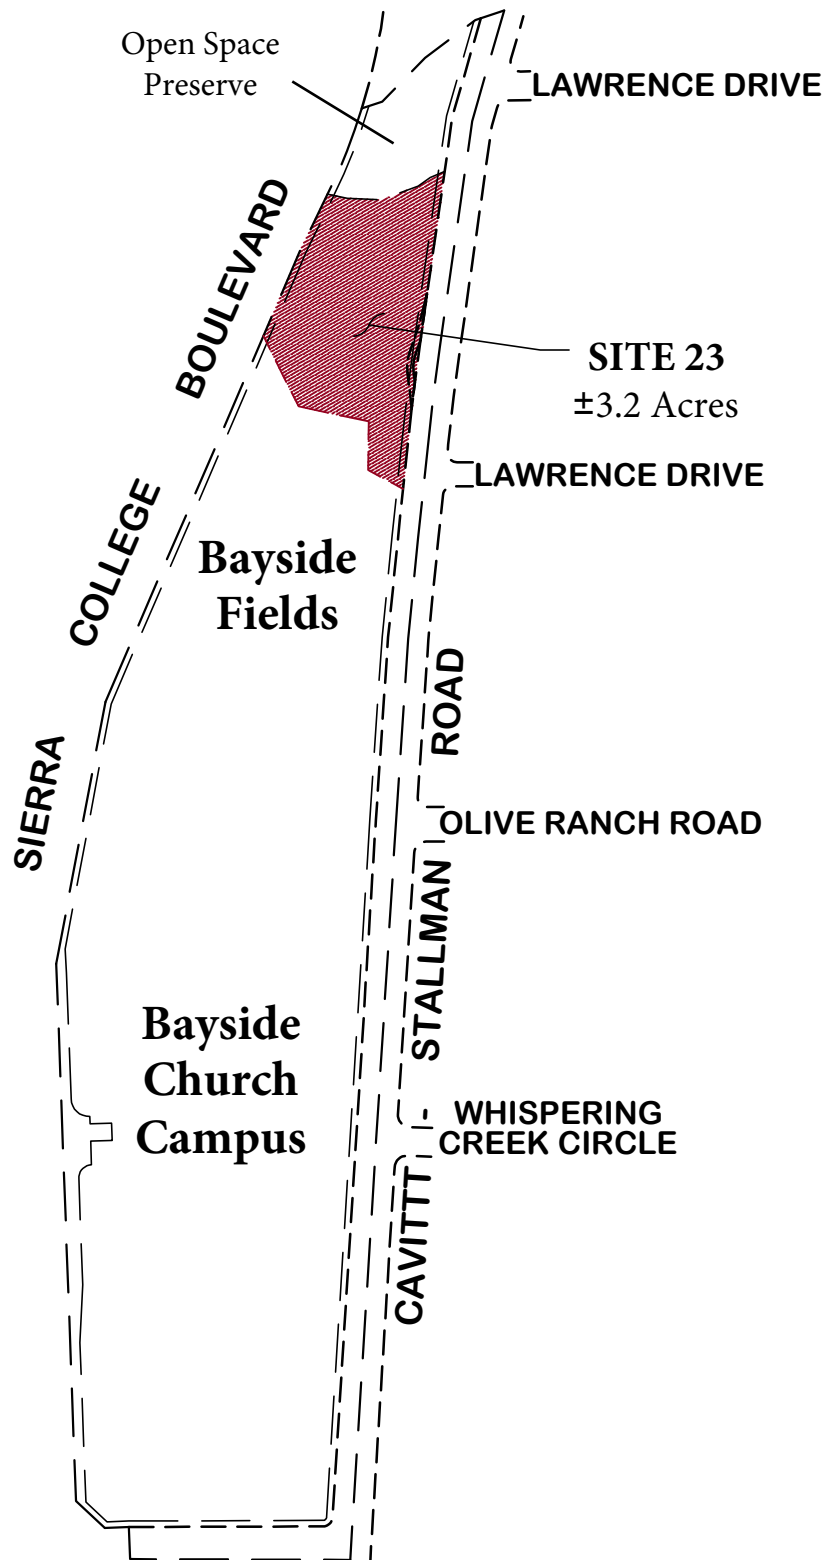 Open Space
Preserve
LAWRENCE DRIVE
BOULEVARD
SITE 23
±3.2 Acres
LAWRENCE DRIVE
COLLEGE
Bayside
Fields
ROAD
SIERRA
OLIVE RANCH ROAD
STALLMAN
Bayside
Church
Campus
WHISPERING
CREEK CIRCLE
CAVITTT